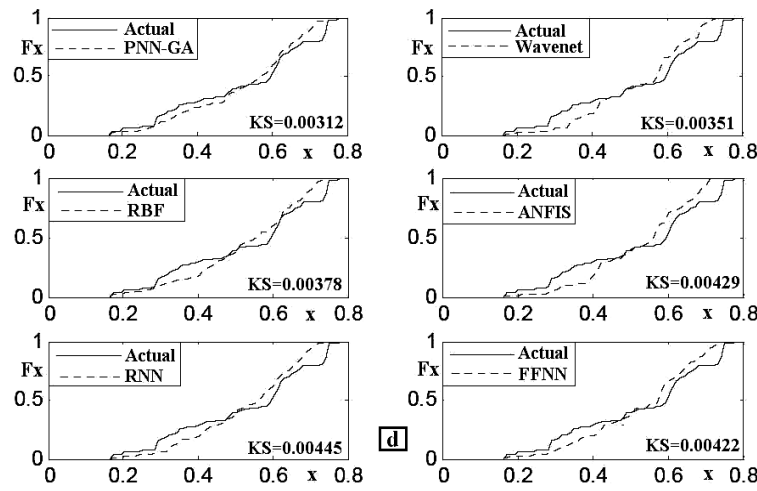 1
Fx
0.5
0
Actual
PNN-GA
KS=0.00312
0.2 0.4 0.6 x 0.8
1
0.5
0
Actual
Wavenet
KS=0.00351
0.2 0.4 0.6 x 0.8
1
Fx
0.5
0
Actual
RBF
KS=0.00378
0 0.2 0.4 0.6 x 0.8
1
0.5
0
Actual
ANFIS
KS=0.00429
0 0.2 0.4 0.6 x 0.8
1
Fx
0.5
0
Actual
RNN
KS=0.00445
0 0.2 0.4 0.6 x 0.8
d
1
0.5
0
Actual
FFNN
KS=0.00422
0 0.2 0.4 0.6 x 0.8